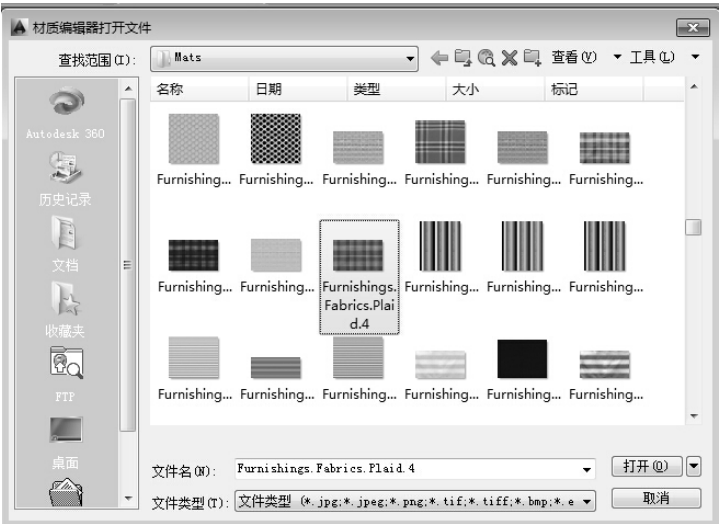 材质编辑器打开文件
查找范围(I):
Mats
查看(V)
工具(L)
名称 日期 类型 大小 标记
Autodesk 360
历史记录
文档
收藏夹
FTP
桌面
Furnishing... Furnishing... Furnishing... Furnishing... Furnishing... Furnishing...
Furnishing... Furnishing... Furnishings. Furnishing... Furnishing... Furnishing...
Fabrics.Plai
d.4
Furnishing... Furnishing... Furnishing... Furnishing... Furnishing... Furnishing...
文件名(N): Furnishings.Fabrics.Plaid.4 打开(O)
文件类型(T): 文件类型 (*.jpg;*.jpeg;*.png;*.tif;*.tiff;*.bmp;*.e 取消